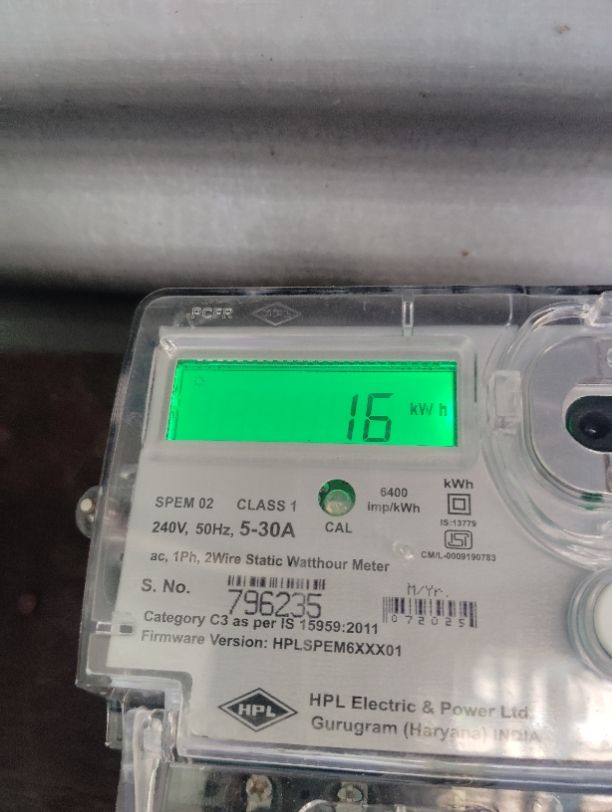 PCFR HPL
16 kWh
SPEM 02 CLASS 1
6400
imp/kWh
kWh
240V, 50Hz, 5-30A
CAL
IS:13779
ISI
CM/L-0009190783
ac, 1Ph, 2Wire Static Watthour Meter
S. No. 796235
M/Yr.
072025
Category C3 as per IS 15959:2011
Firmware Version: HPLSPEM6XXX01
HPL
HPL Electric & Power Ltd.
Gurugram (Haryana) INDIA